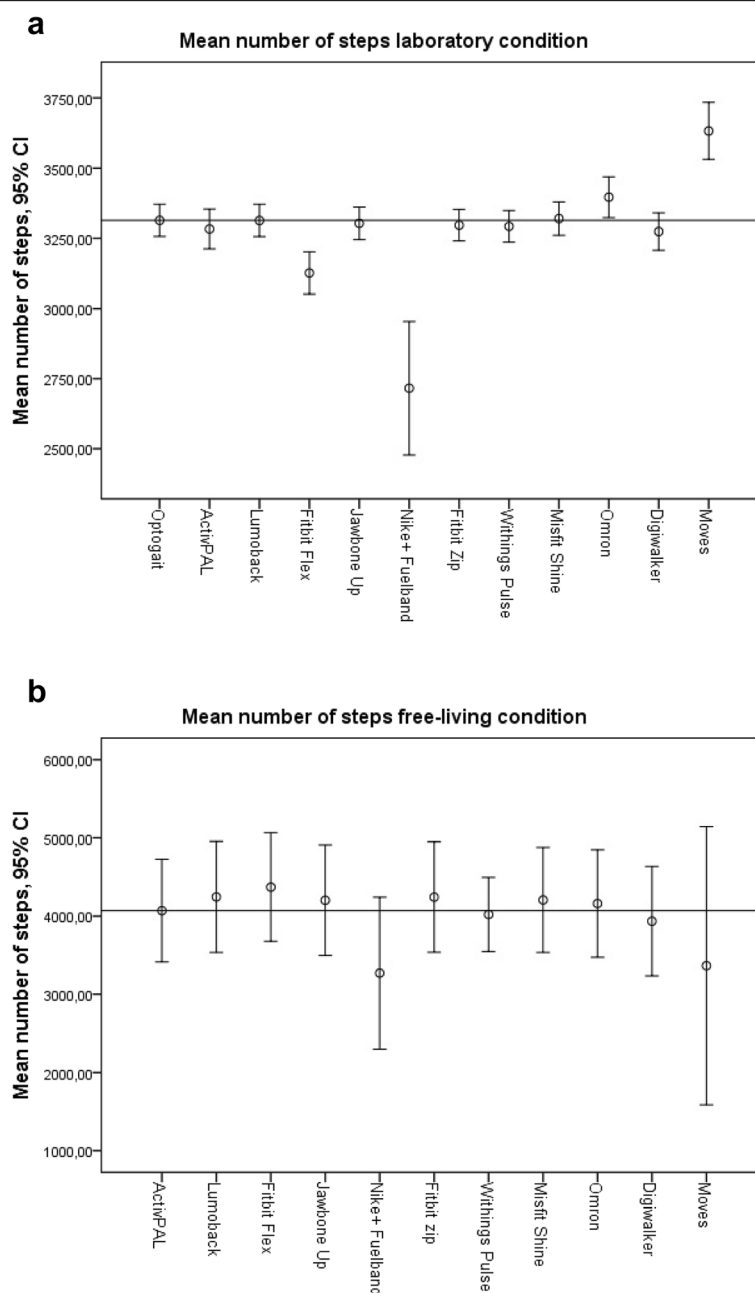 a
Mean number of steps laboratory condition
Mean number of steps, 95% CI
3750,00
3500,00
3250,00
3000,00
2750,00
2500,00
Optogait
ActivPAL
Lumoback
Fitbit Flex
Jawbone Up
Nike+ Fuelband
Fitbit Zip
Withings Pulse
Misfit Shine
Omron
Digiwalker
Moves
b
Mean number of steps free-living condition
Mean number of steps, 95% CI
6000,00
5000,00
4000,00
3000,00
2000,00
1000,00
ActivPAL
Lumoback
Fitbit Flex
Jawbone Up
Nike+ Fuelband
Fitbit zip
Withings Pulse
Misfit Shine
Omron
Digiwalker
Moves